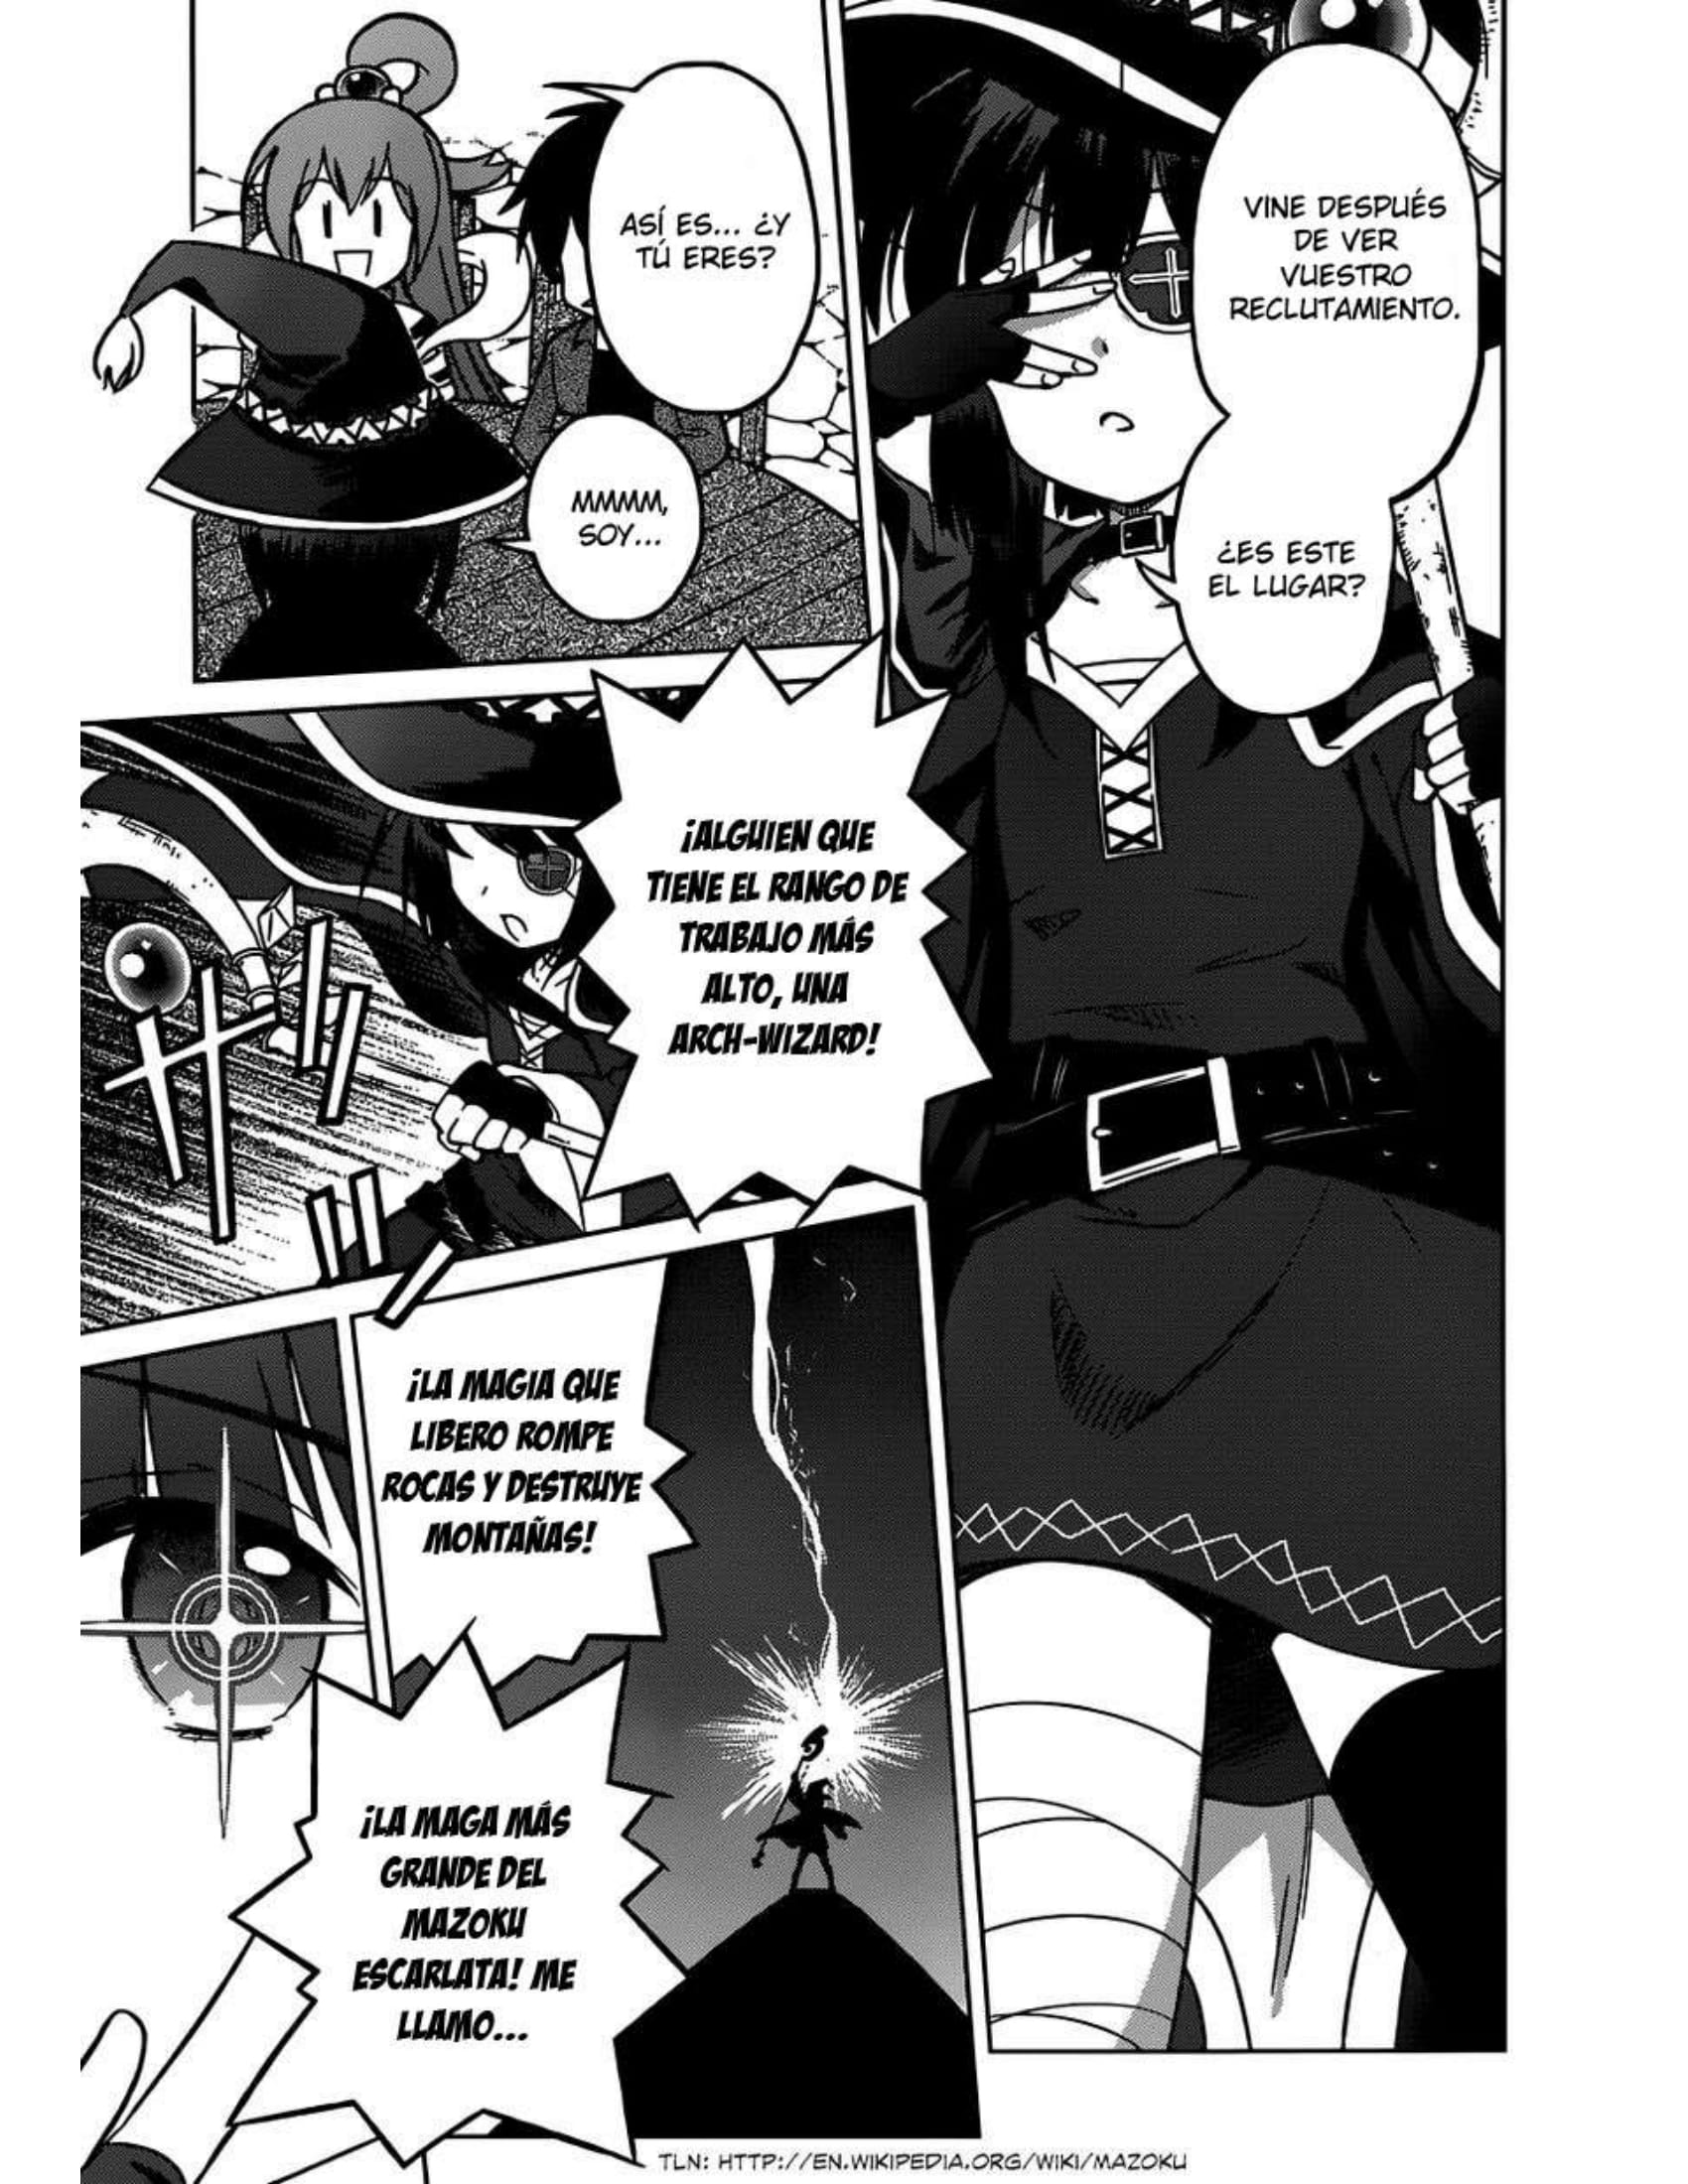 VINE DESPUÉS
DE VER
VUESTRO
RECLUTAMIENTO.
¿ES ESTE
EL LUGAR?
ASÍ ES... ¿Y
TÚ ERES?
MMMM,
SOY...
¡ALGUIEN QUE
TIENE EL RANGO DE
TRABAJO MÁS
ALTO, UNA
ARCH-WIZARD!
¡LA MAGIA QUE
LIBERO ROMPE
ROCAS Y DESTRUYE
MONTAÑAS!
¡LA MAGA MÁS
GRANDE DEL
MAZOKU
ESCARLATA! ME
LLAMO...
TLN: HTTP://EN.WIKIPEDIA.ORG/WIKI/MAZOKU